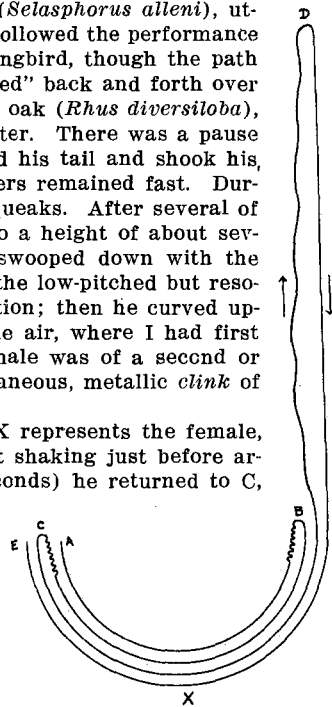 (Selasphorus alleni), ut-
ollowed the performance
ngbird, though the path
ed" back and forth over
oak (Rhus diversiloba),
ter. There was a pause
d his tail and shook his,
ers remained fast. Dur-
ueaks. After several of
o a height of about sev-
swooped down with the
the low-pitched but reso-
tion; then he curved up-
e air, where I had first
nale was of a second or
aneous, metallic clink of
X represents the female,
t shaking just before ar-
conds) he returned to C,
D
B
C
E
A
X